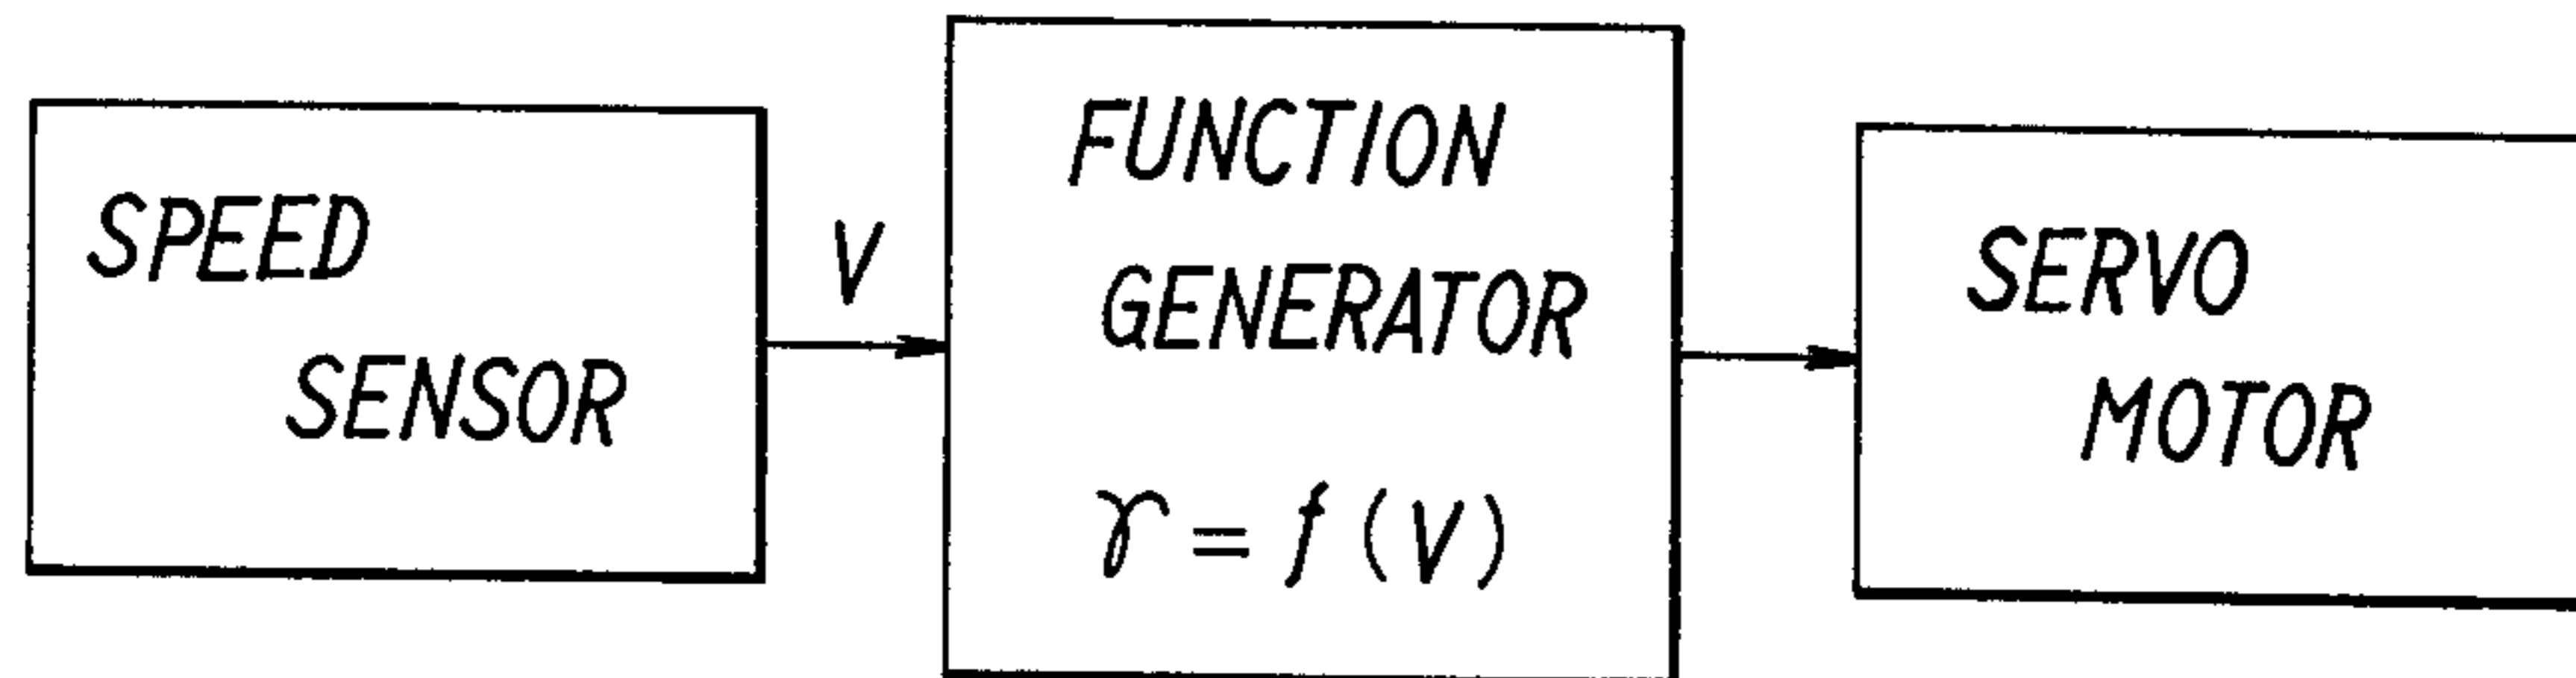 SPEED
SENSOR
V
FUNCTION
GENERATOR
γ = f (V)
SERVO
MOTOR